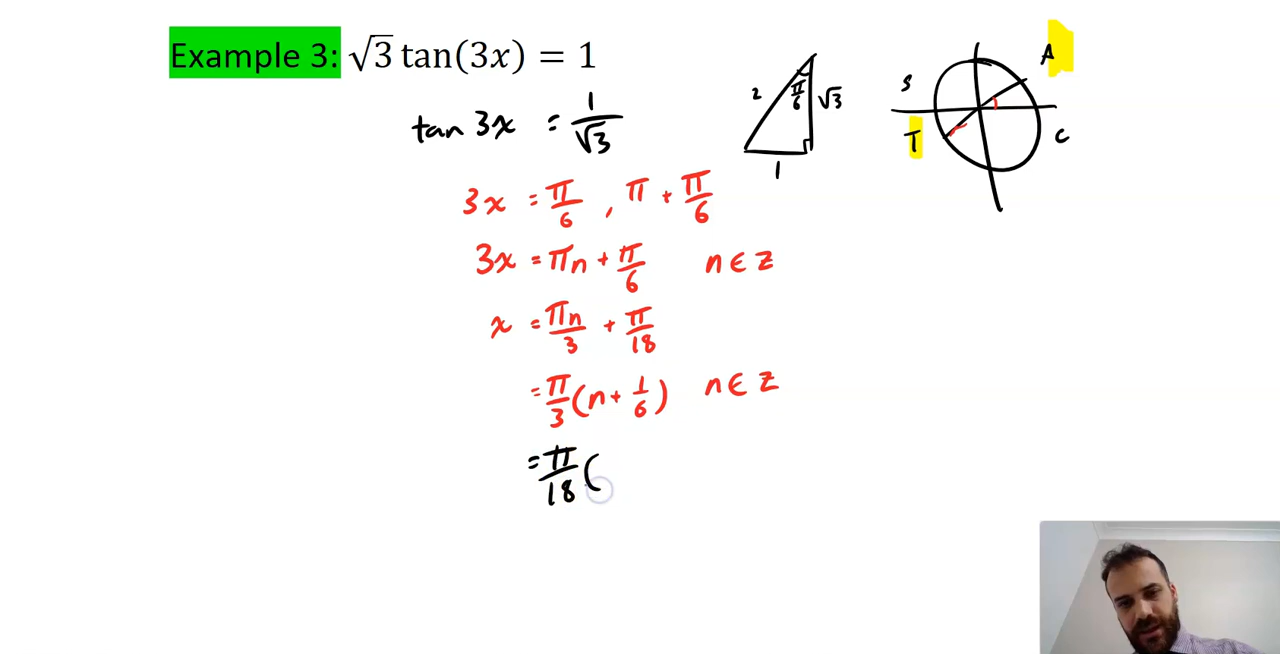 Example 3: √3 tan(3x) = 1
tan 3x = 1/√3
2 π/6 √3
1
S A
T C
3x = π/6 , π + π/6
3x = πn + π/6 n ∈ Z
x = πn/3 + π/18
= π/3 (n + 1/6) n ∈ Z
= π/18 (